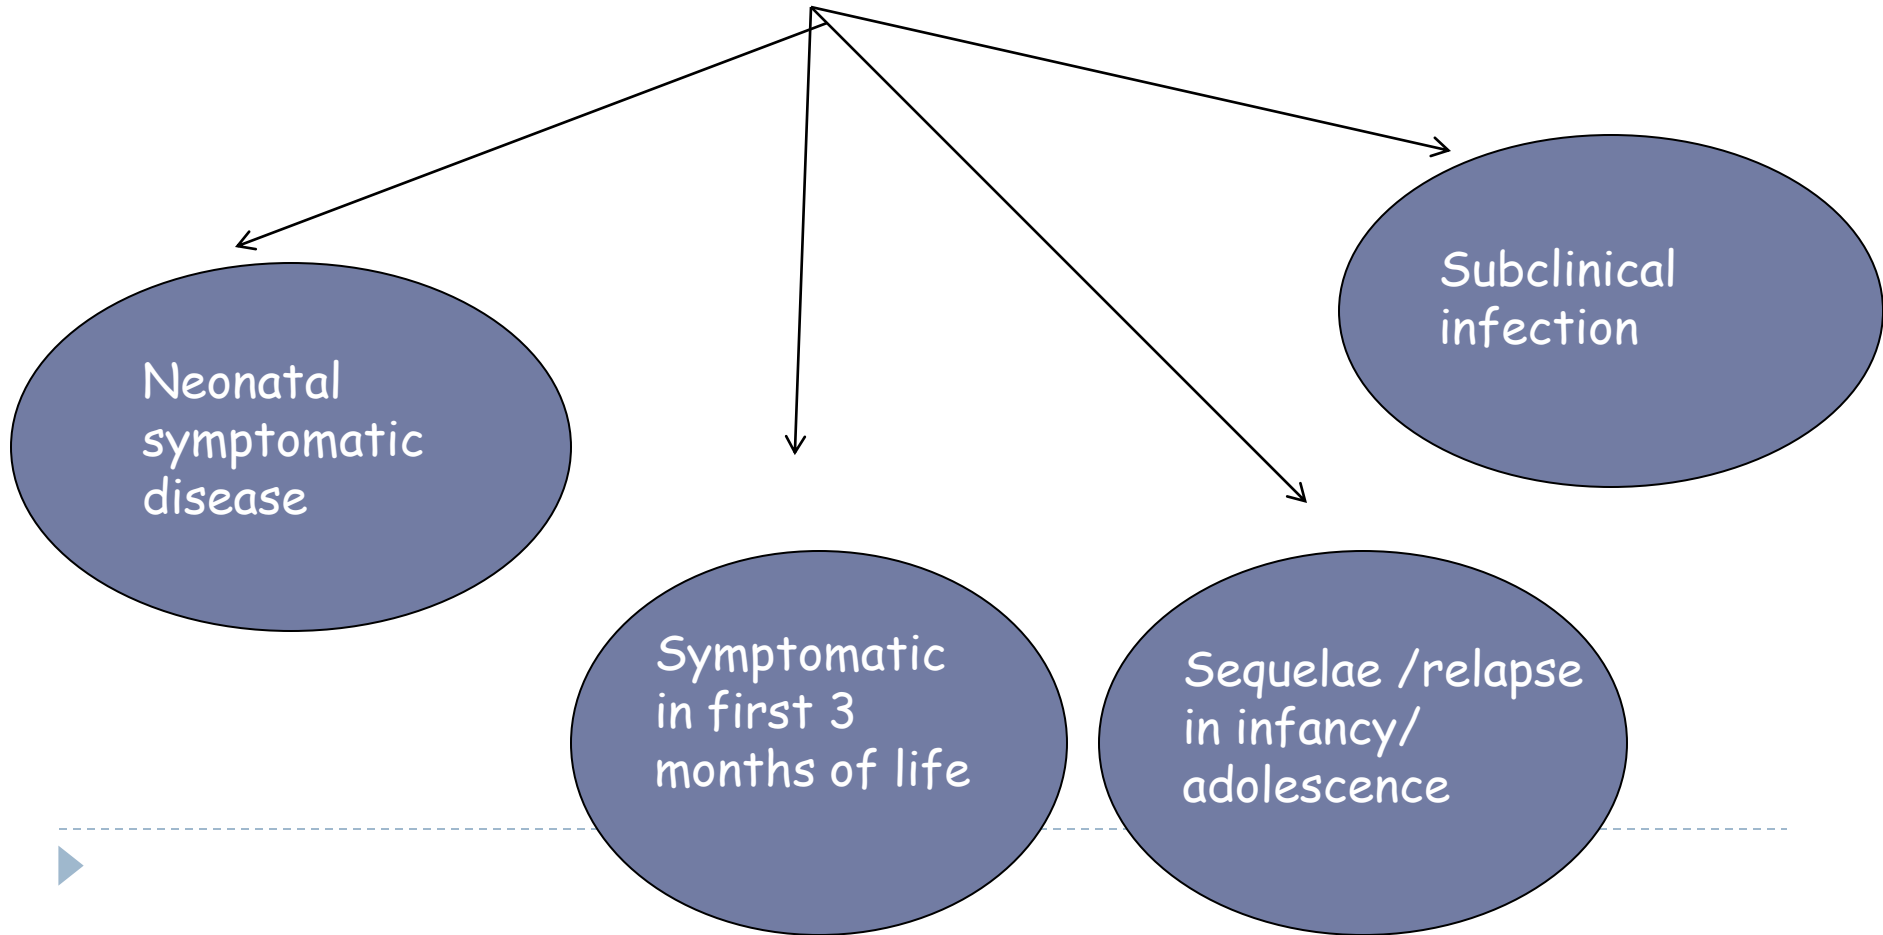 Neonatal
symptomatic
disease
Symptomatic
in first 3
months of life
Sequelae /relapse
in infancy/
adolescence
Subclinical
infection